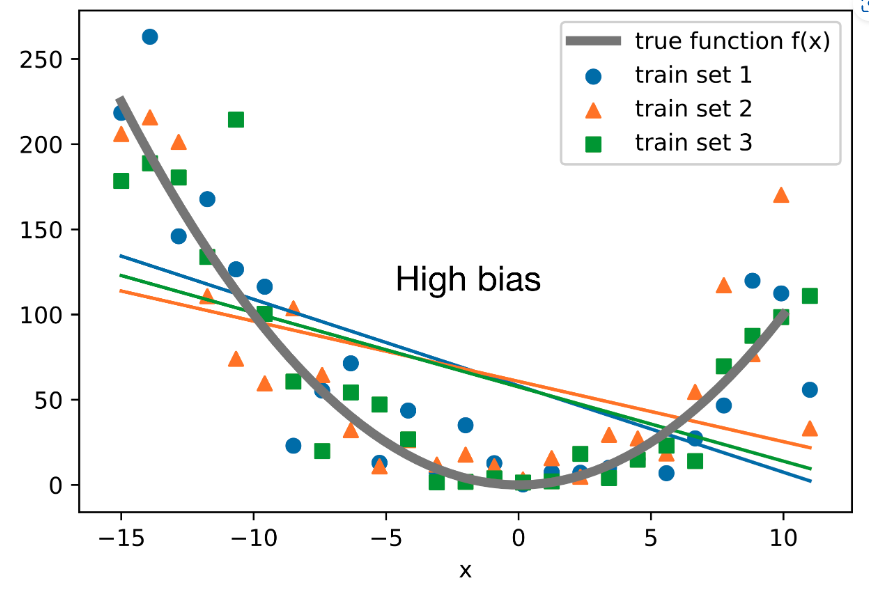 250
200
150
100
50
0
true function f(x)
train set 1
train set 2
train set 3
High bias
−15
−10
−5
0
5
10
x